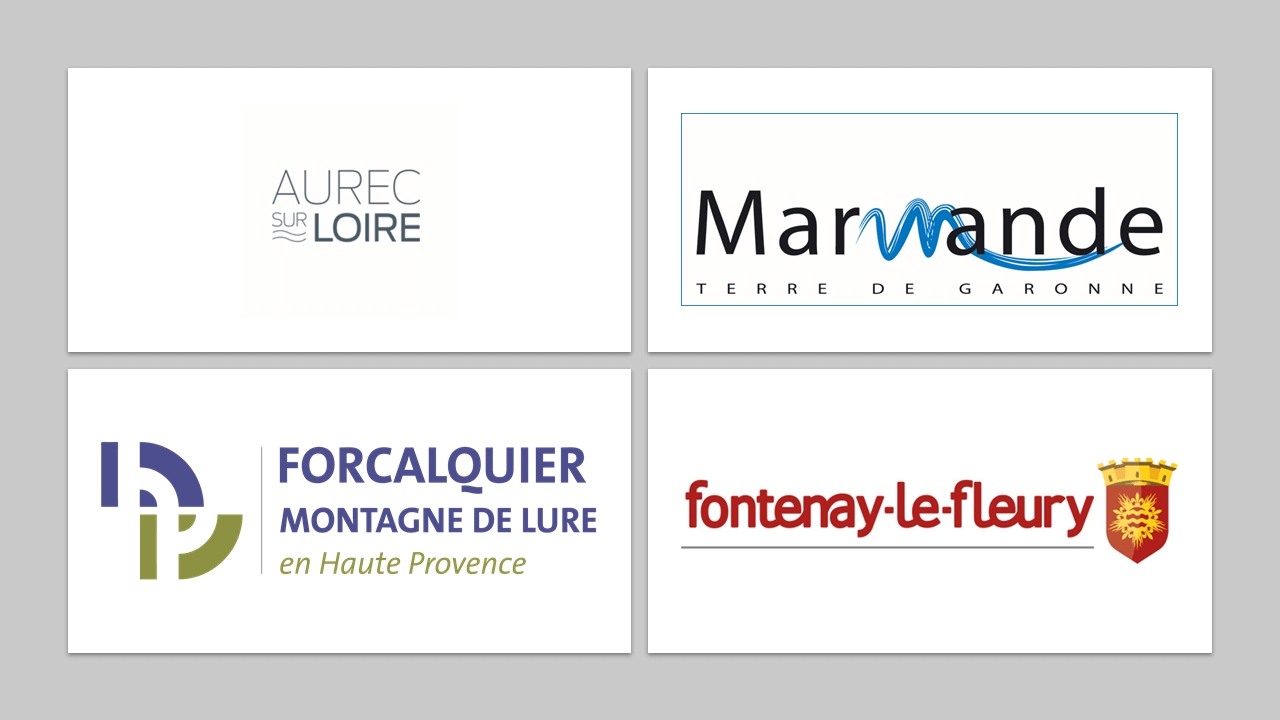 AUREC
SUR LOIRE
Marmande
TERRE DE GARONNE
FORCALQUIER
MONTAGNE DE LURE
en Haute Provence
fontenay-le-fleury